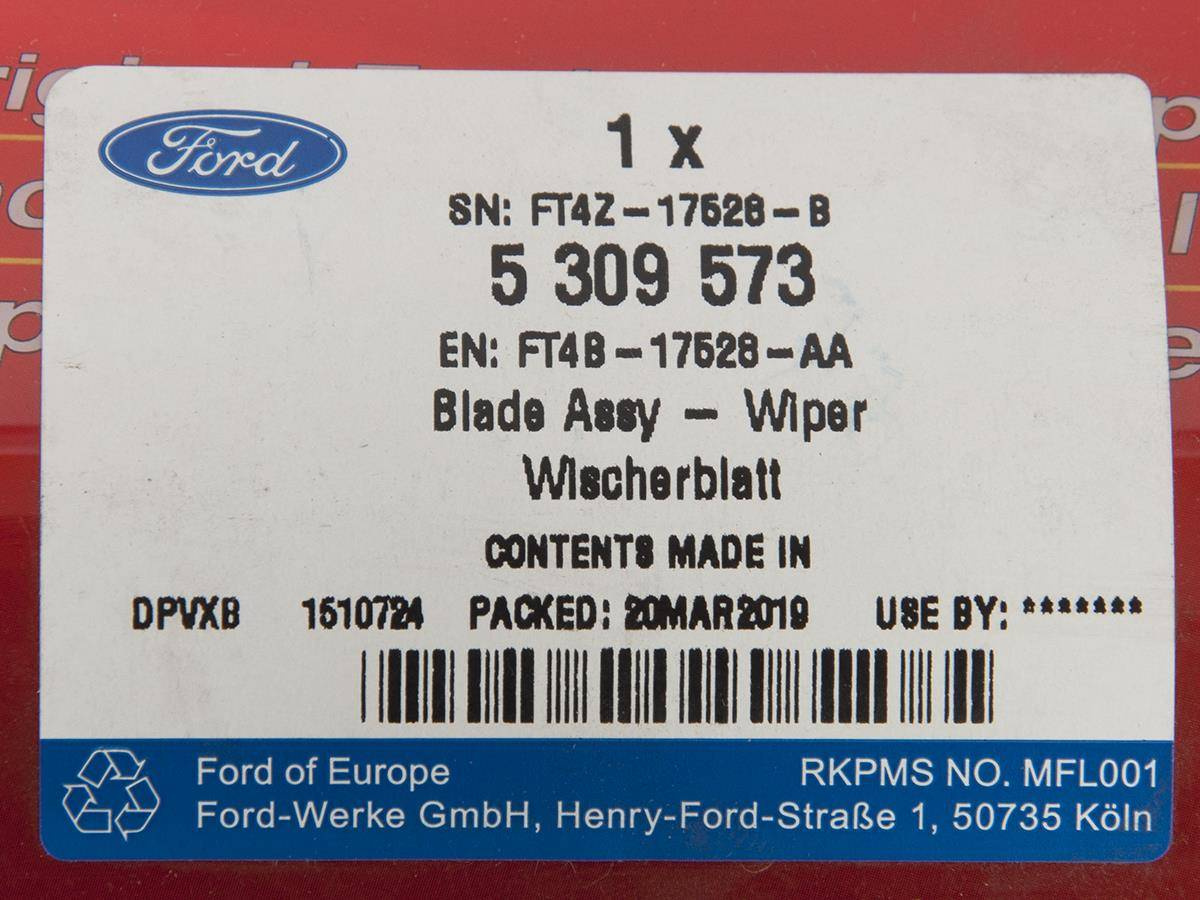 Ford
1 x
SN: FT4Z-17528-B
5 309 573
EN: FT4B-17528-AA
Blade Assy - Wiper
Wischerblatt
CONTENTS MADE IN
DPVXB 1510724 PACKED: 20MAR2019 USE BY: *******
Ford of Europe RKPMS NO. MFL001
Ford-Werke GmbH, Henry-Ford-Straße 1, 50735 Köln